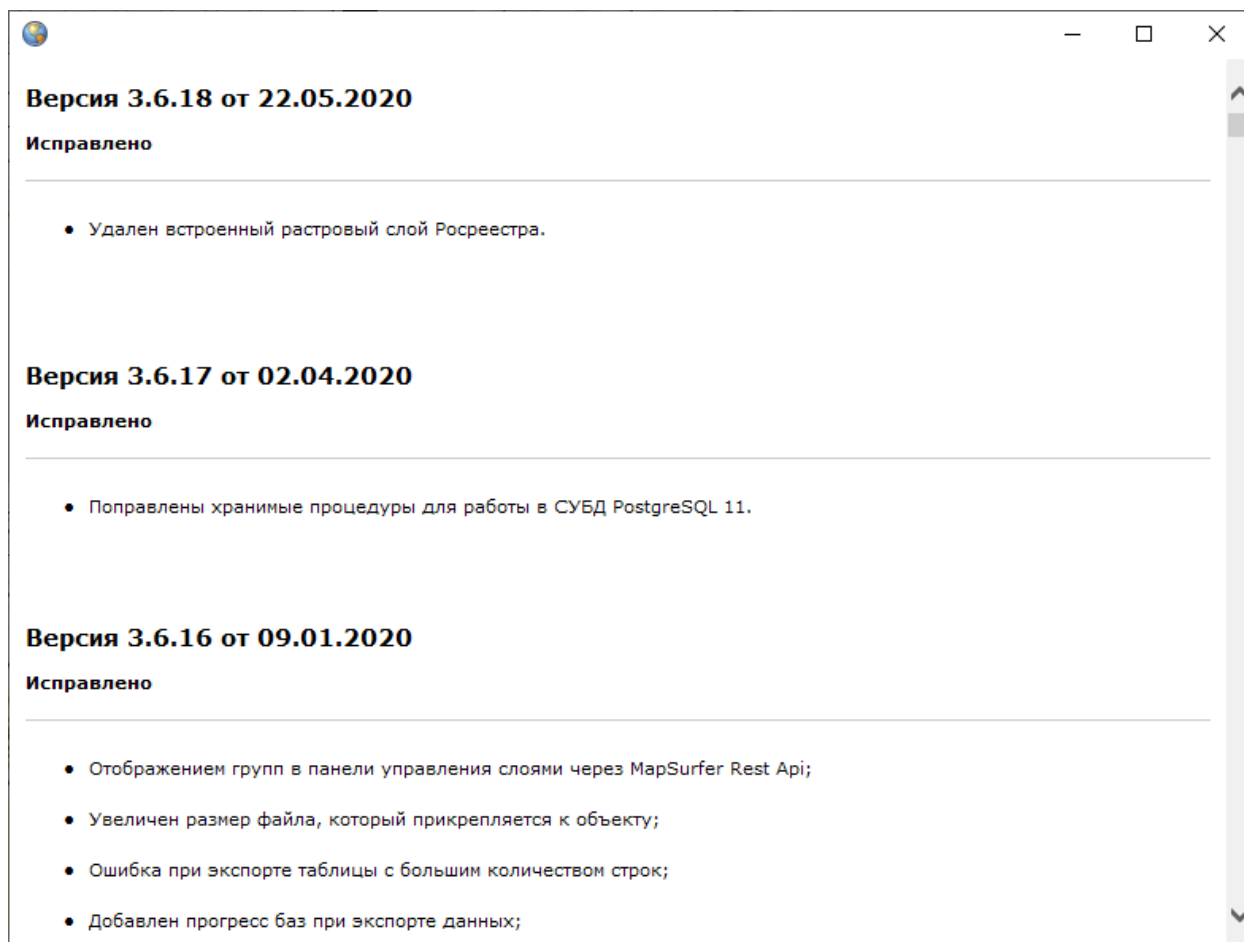 Версия 3.6.18 от 22.05.2020
Исправлено
● Удален встроенный растровый слой Росреестра.
Версия 3.6.17 от 02.04.2020
Исправлено
● Поправлены хранимые процедуры для работы в СУБД PostgreSQL 11.
Версия 3.6.16 от 09.01.2020
Исправлено
● Отображением групп в панели управления слоями через MapSurfer Rest Api;
● Увеличен размер файла, который прикрепляется к объекту;
● Ошибка при экспорте таблицы с большим количеством строк;
● Добавлен прогресс баз при экспорте данных;